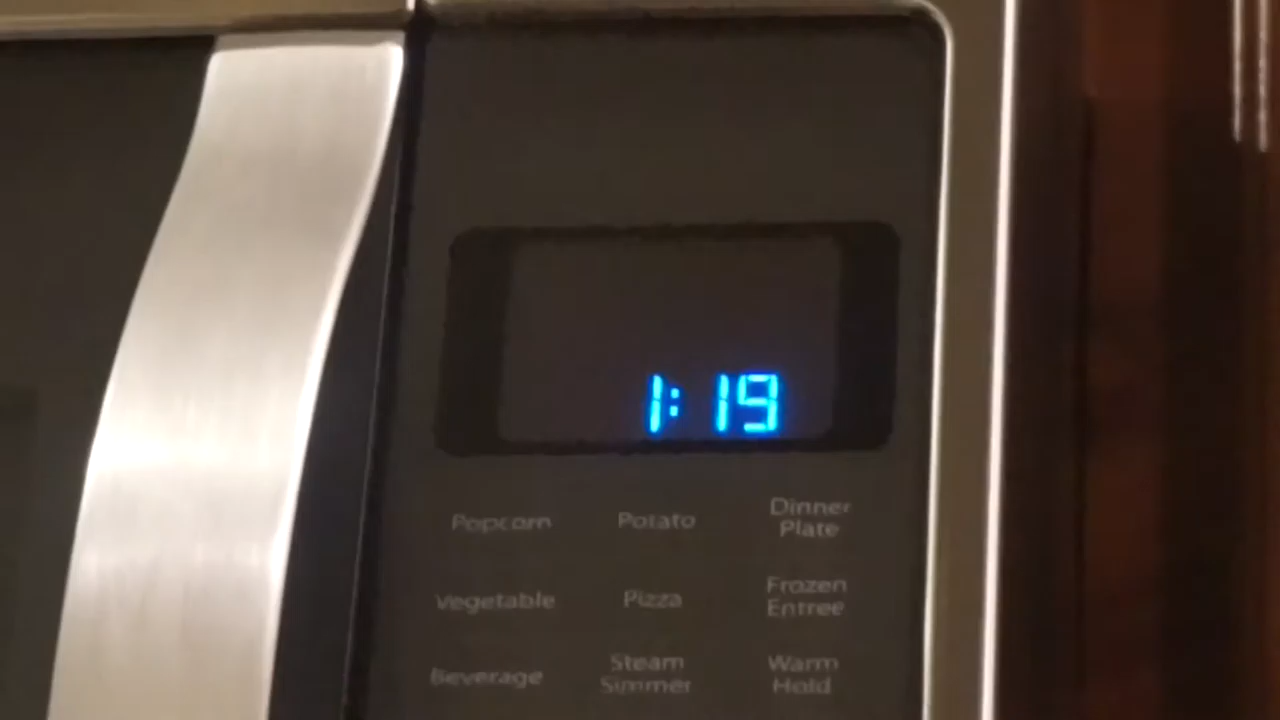 1:19
Popcorn
Potato
Dinner
Plate
Vegetable
Pizza
Frozen
Entree
Beverage
Steam
Simmer
Warm
Hold